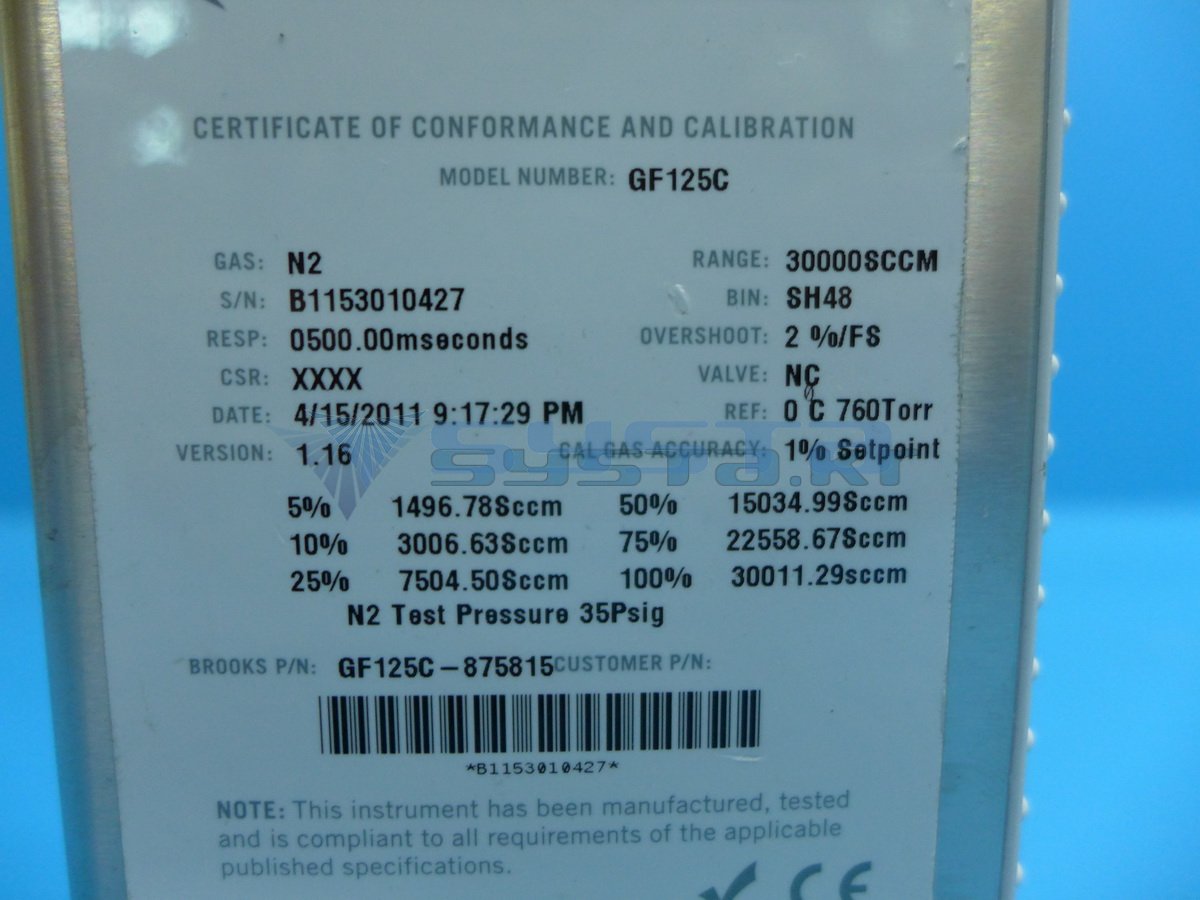 CERTIFICATE OF CONFORMANCE AND CALIBRATION
MODEL NUMBER: GF125C
GAS: N2 RANGE: 30000SCCM
S/N: B1153010427 BIN: SH48
RESP: 0500.00mseconds OVERSHOOT: 2 %/FS
CSR: XXXX VALVE: NC
DATE: 4/15/2011 9:17:29 PM REF: 0 C 760Torr
VERSION: 1.16 CAL GAS ACCURACY: 1% Setpoint
5% 1496.78Sccm 50% 15034.99Sccm
10% 3006.63Sccm 75% 22558.67Sccm
25% 7504.50Sccm 100% 30011.29sccm
N2 Test Pressure 35Psig
BROOKS P/N: GF125C-875815 CUSTOMER P/N:
*B1153010427*
NOTE: This instrument has been manufactured, tested
and is compliant to all requirements of the applicable
published specifications.
CE